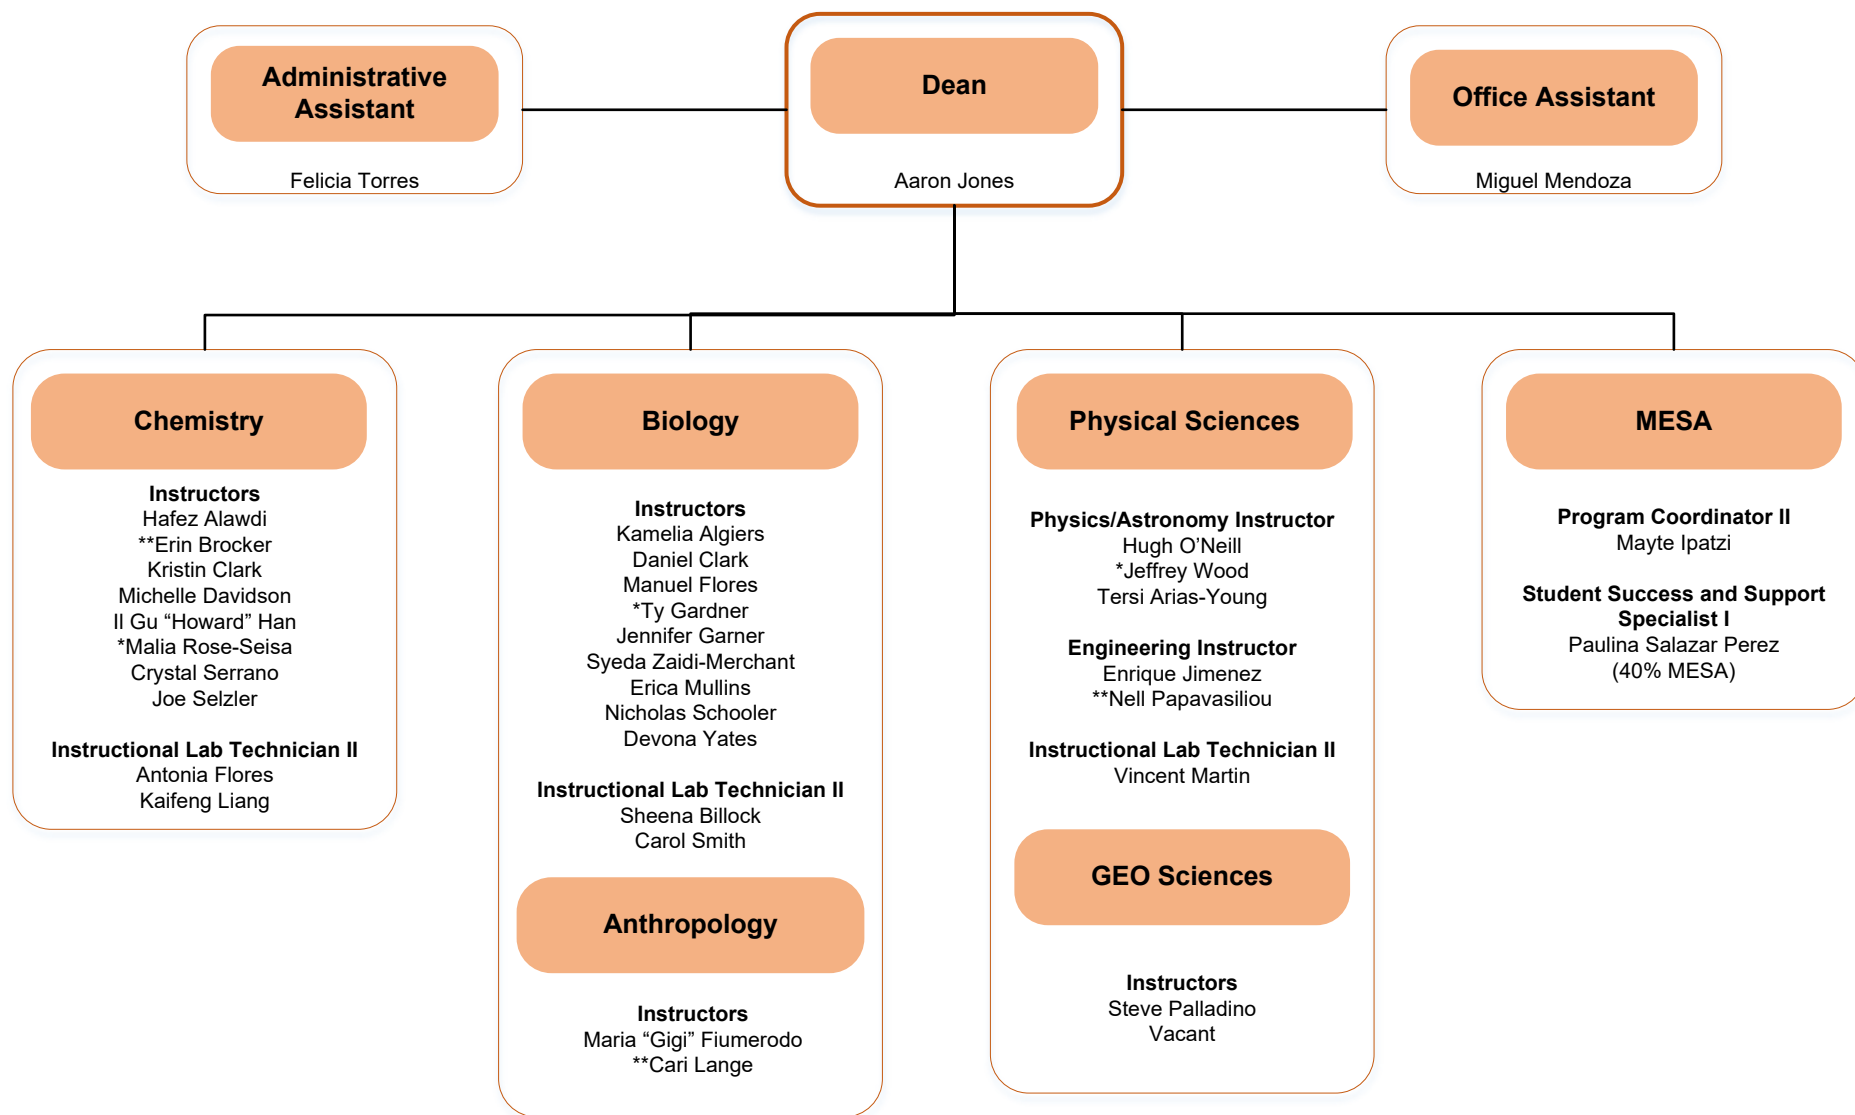 Administrative
Assistant
Felicia Torres
Dean
Aaron Jones
Office Assistant
Miguel Mendoza
Chemistry
Instructors
Hafez Alawdi
**Erin Brocker
Kristin Clark
Michelle Davidson
Il Gu “Howard” Han
*Malia Rose-Seisa
Crystal Serrano
Joe Selzler
Instructional Lab Technician II
Antonia Flores
Kaifeng Liang
Biology
Instructors
Kamelia Algiers
Daniel Clark
Manuel Flores
*Ty Gardner
Jennifer Garner
Syeda Zaidi-Merchant
Erica Mullins
Nicholas Schooler
Devona Yates
Instructional Lab Technician II
Sheena Billock
Carol Smith
Anthropology
Instructors
Maria “Gigi” Fiumerodo
**Cari Lange
Physical Sciences
Physics/Astronomy Instructor
Hugh O’Neill
*Jeffrey Wood
Tersi Arias-Young
Engineering Instructor
Enrique Jimenez
**Nell Papavasiliou
Instructional Lab Technician II
Vincent Martin
GEO Sciences
Instructors
Steve Palladino
Vacant
MESA
Program Coordinator II
Mayte Ipatzi
Student Success and Support
Specialist I
Paulina Salazar Perez
(40% MESA)